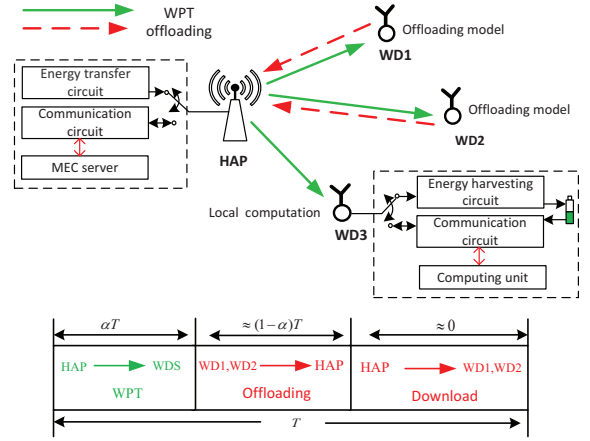 WPT
offloading
Offloading model
WD1
Energy transfer
circuit
Communication
circuit
MEC server
HAP
Offloading model
WD2
Local computation
WD3
Energy harvesting
circuit
Communication
circuit
Computing unit
αT
≈(1−α)T
≈0
HAP WDS
WPT
WD1,WD2 HAP
Offloading
HAP WD1,WD2
Download
T